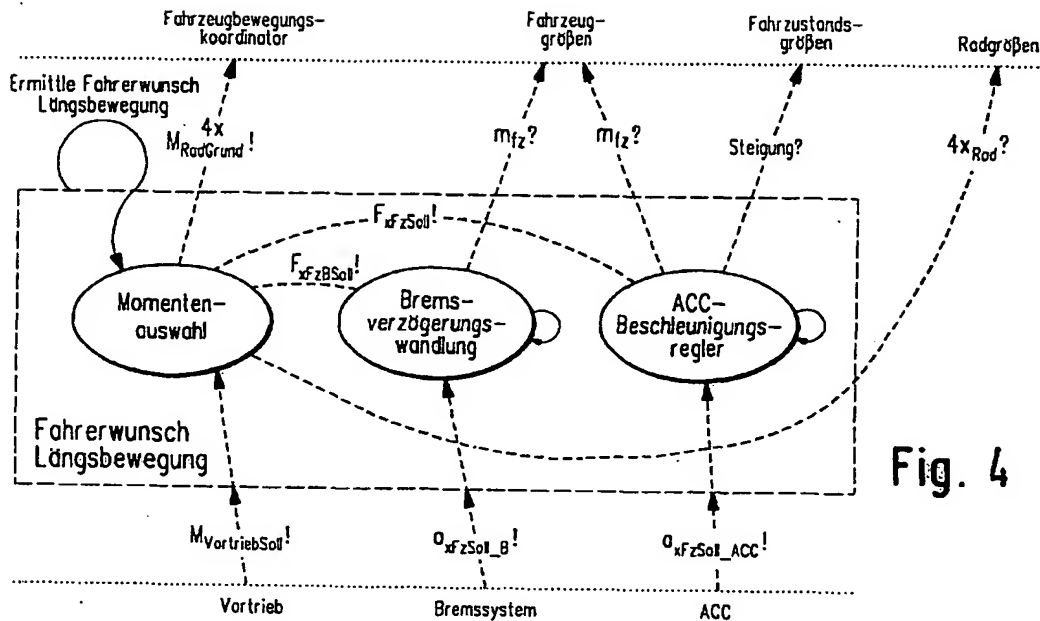 Fahrzeugbewegungs-
koordinator
Fahrzeug-
größen
Fahrzustands-
größen
Radgrößen
Ermittle Fahrerwunsch
Längsbewegung
4x
M_RadGrund!
m_fz?
m_fz?
Steigung?
4x_Rad?
F_xFzSoll!
F_xFzBSoll!
Momenten-
auswahl
Brems-
verzögerungs-
wandlung
ACC-
Beschleunigungs-
regler
Fahrerwunsch
Längsbewegung
Fig. 4
M_VortriebSoll!
a_xFzSoll_B!
a_xFzSoll_ACC!
Vortrieb
Bremssystem
ACC